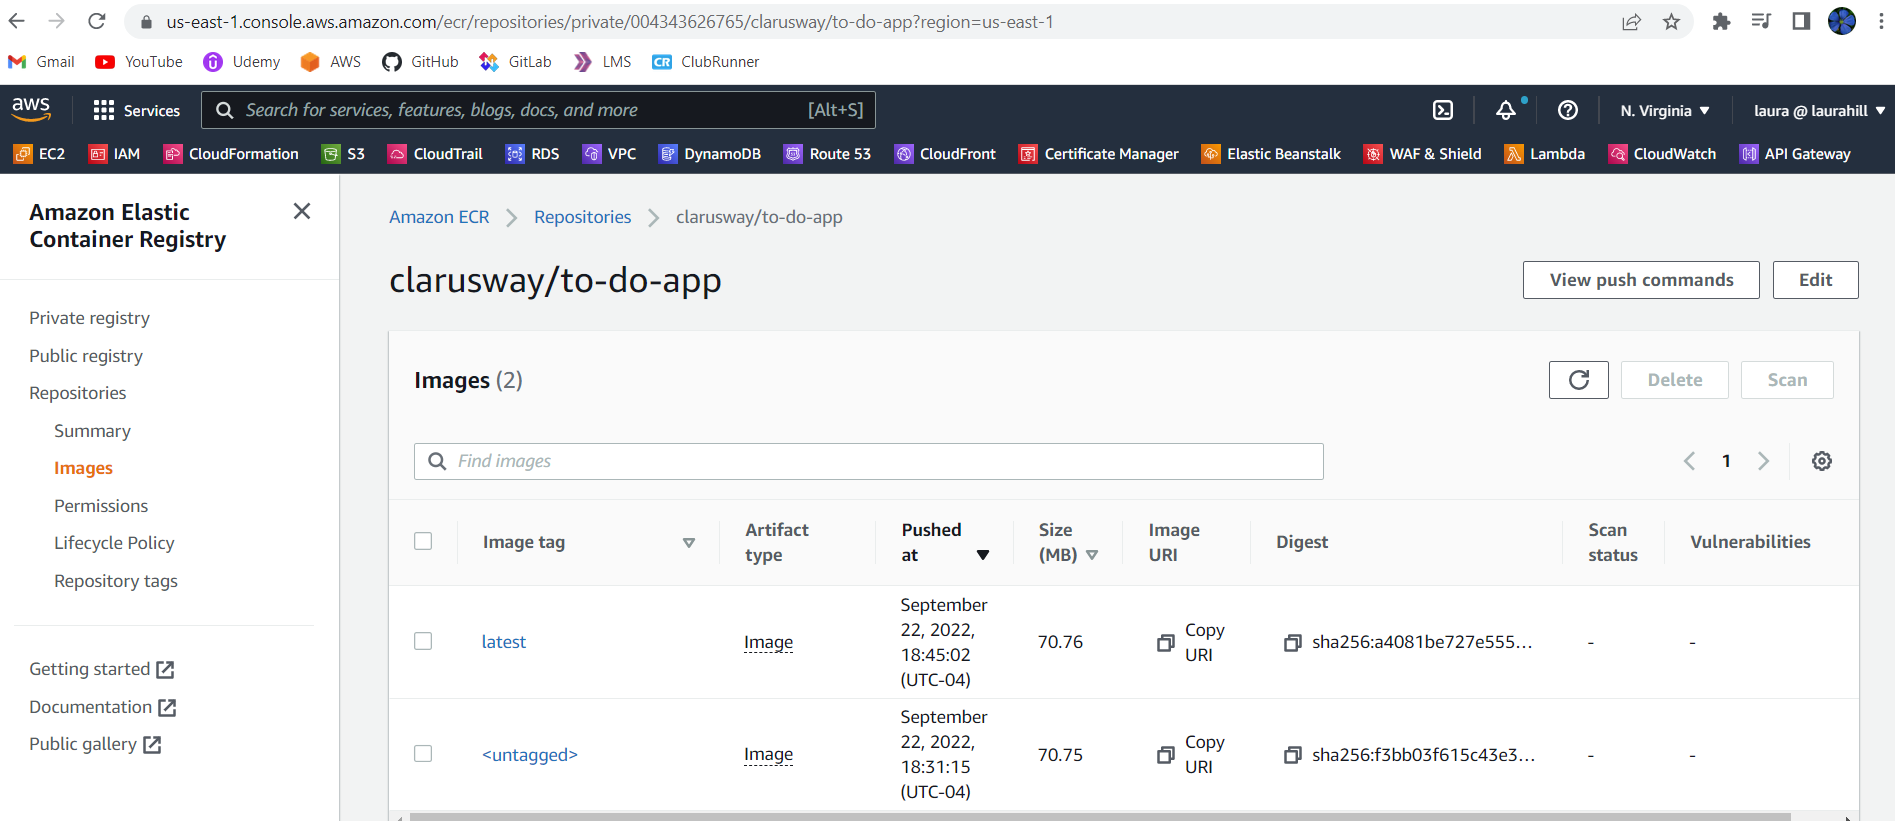 us-east-1.console.aws.amazon.com/ecr/repositories/private/004343626765/clarusway/to-do-app?region=us-east-1
Gmail YouTube Udemy AWS GitHub GitLab LMS CR ClubRunner
aws Services Search for services, features, blogs, docs, and more [Alt+S] N. Virginia laura @ laurahill
EC2 IAM CloudFormation S3 CloudTrail RDS VPC DynamoDB Route 53 CloudFront Certificate Manager Elastic Beanstalk WAF & Shield Lambda CloudWatch API Gateway
Amazon Elastic
Container Registry
Private registry
Public registry
Repositories
Summary
Images
Permissions
Lifecycle Policy
Repository tags
Getting started
Documentation
Public gallery
Amazon ECR Repositories clarusway/to-do-app
clarusway/to-do-app
View push commands Edit
Images (2)
Delete Scan
Find images
1
Image tag
Artifact
type
Pushed
at
Size
(MB)
Image
URI
Digest
Scan
status
Vulnerabilities
latest
Image
September
22, 2022,
18:45:02
(UTC-04)
70.76
Copy
URI
sha256:a4081be727e555...
-
-
<untagged>
Image
September
22, 2022,
18:31:15
(UTC-04)
70.75
Copy
URI
sha256:f3bb03f615c43e3...
-
-